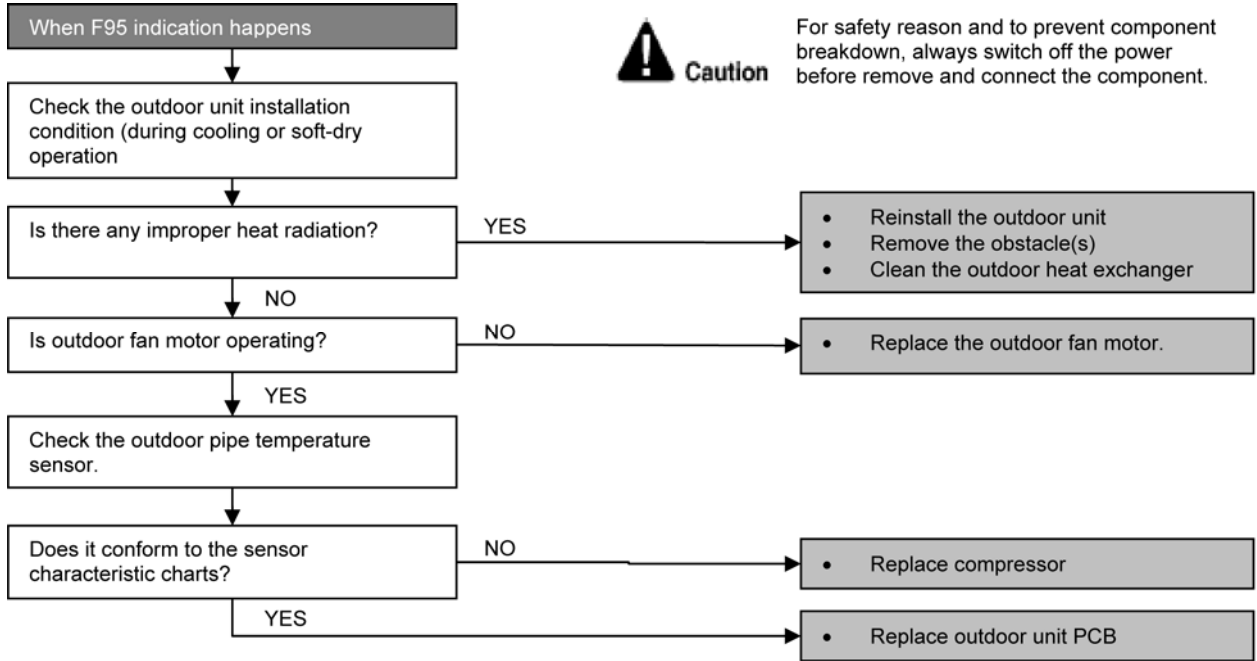 When F95 indication happens
Caution
For safety reason and to prevent component
breakdown, always switch off the power
before remove and connect the component.
Check the outdoor unit installation
condition (during cooling or soft-dry
operation
Is there any improper heat radiation?
YES
• Reinstall the outdoor unit
• Remove the obstacle(s)
• Clean the outdoor heat exchanger
NO
Is outdoor fan motor operating?
NO
• Replace the outdoor fan motor.
YES
Check the outdoor pipe temperature
sensor.
Does it conform to the sensor
characteristic charts?
NO
• Replace compressor
YES
• Replace outdoor unit PCB